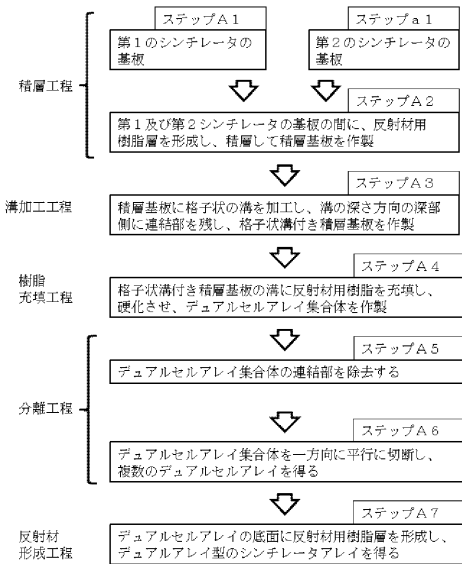 ステップA1
第1のシンチレータの
基板
ステップa1
第2のシンチレータの
基板
積層工程
ステップA2
第1及び第2シンチレータの基板の間に、反射材用
樹脂層を形成し、積層して積層基板を作製
ステップA3
溝加工工程
積層基板に格子状の溝を加工し、溝の深さ方向の深部
側に連結部を残し、格子状溝付き積層基板を作製
ステップA4
樹脂
充填工程
格子状溝付き積層基板の溝に反射材用樹脂を充填し、
硬化させ、デュアルセルアレイ集合体を作製
ステップA5
デュアルセルアレイ集合体の連結部を除去する
分離工程
ステップA6
デュアルセルアレイ集合体を一方向に平行に切断し、
複数のデュアルセルアレイを得る
ステップA7
反射材
形成工程
デュアルセルアレイの底面に反射材用樹脂層を形成し、
デュアルアレイ型のシンチレータアレイを得る